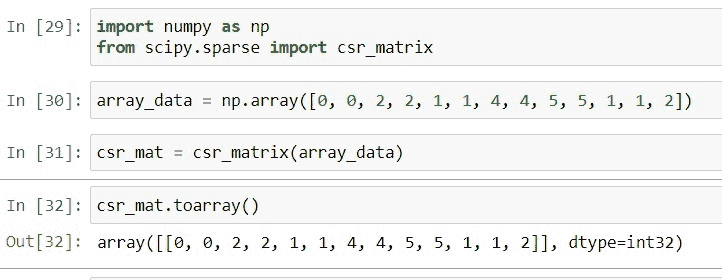 In [29]: import numpy as np
from scipy.sparse import csr_matrix
In [30]: array_data = np.array([0, 0, 2, 2, 1, 1, 4, 4, 5, 5, 1, 1, 2])
In [31]: csr_mat = csr_matrix(array_data)
In [32]: csr_mat.toarray()
Out[32]: array([[0, 0, 2, 2, 1, 1, 4, 4, 5, 5, 1, 1, 2]], dtype=int32)